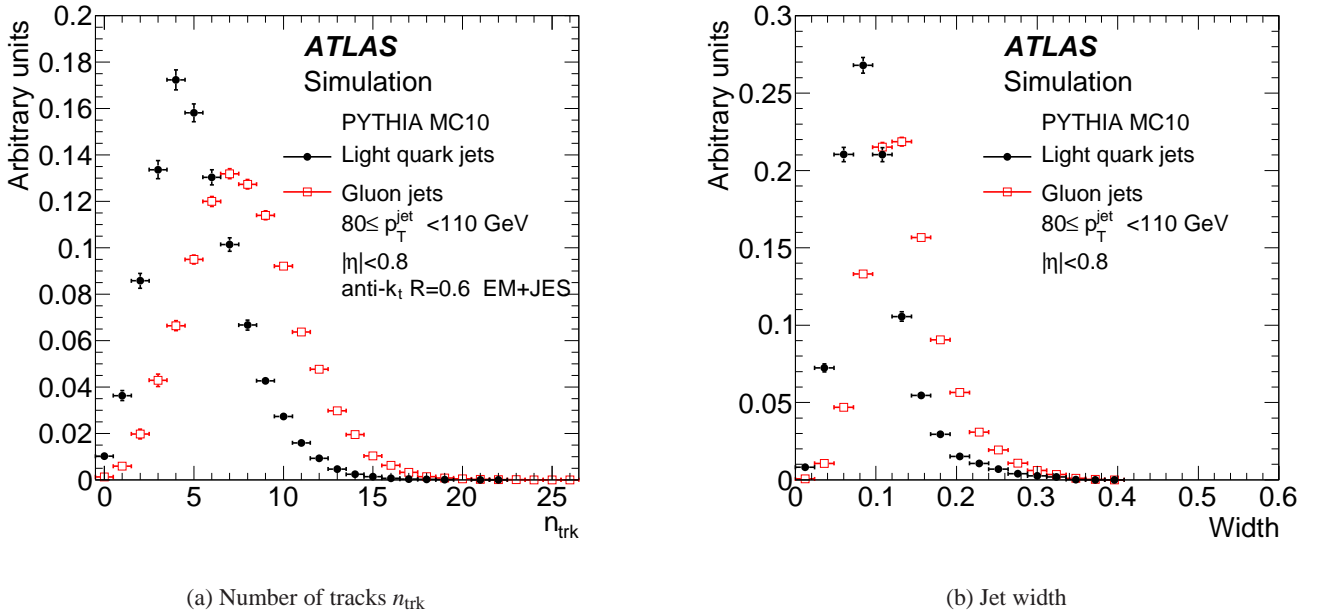 Arbitrary units
0.2
0.18
0.16
0.14
0.12
0.1
0.08
0.06
0.04
0.02
0
ATLAS
Simulation
PYTHIA MC10
Light quark jets
Gluon jets
80≤ p_T^jet <110 GeV
|η|<0.8
anti-k_t R=0.6 EM+JES
0 5 10 15 20 25
n_trk
(a) Number of tracks n_trk
Arbitrary units
0.3
0.25
0.2
0.15
0.1
0.05
0
ATLAS
Simulation
PYTHIA MC10
Light quark jets
Gluon jets
80≤ p_T^jet <110 GeV
|η|<0.8
0 0.1 0.2 0.3 0.4 0.5 0.6
Width
(b) Jet width